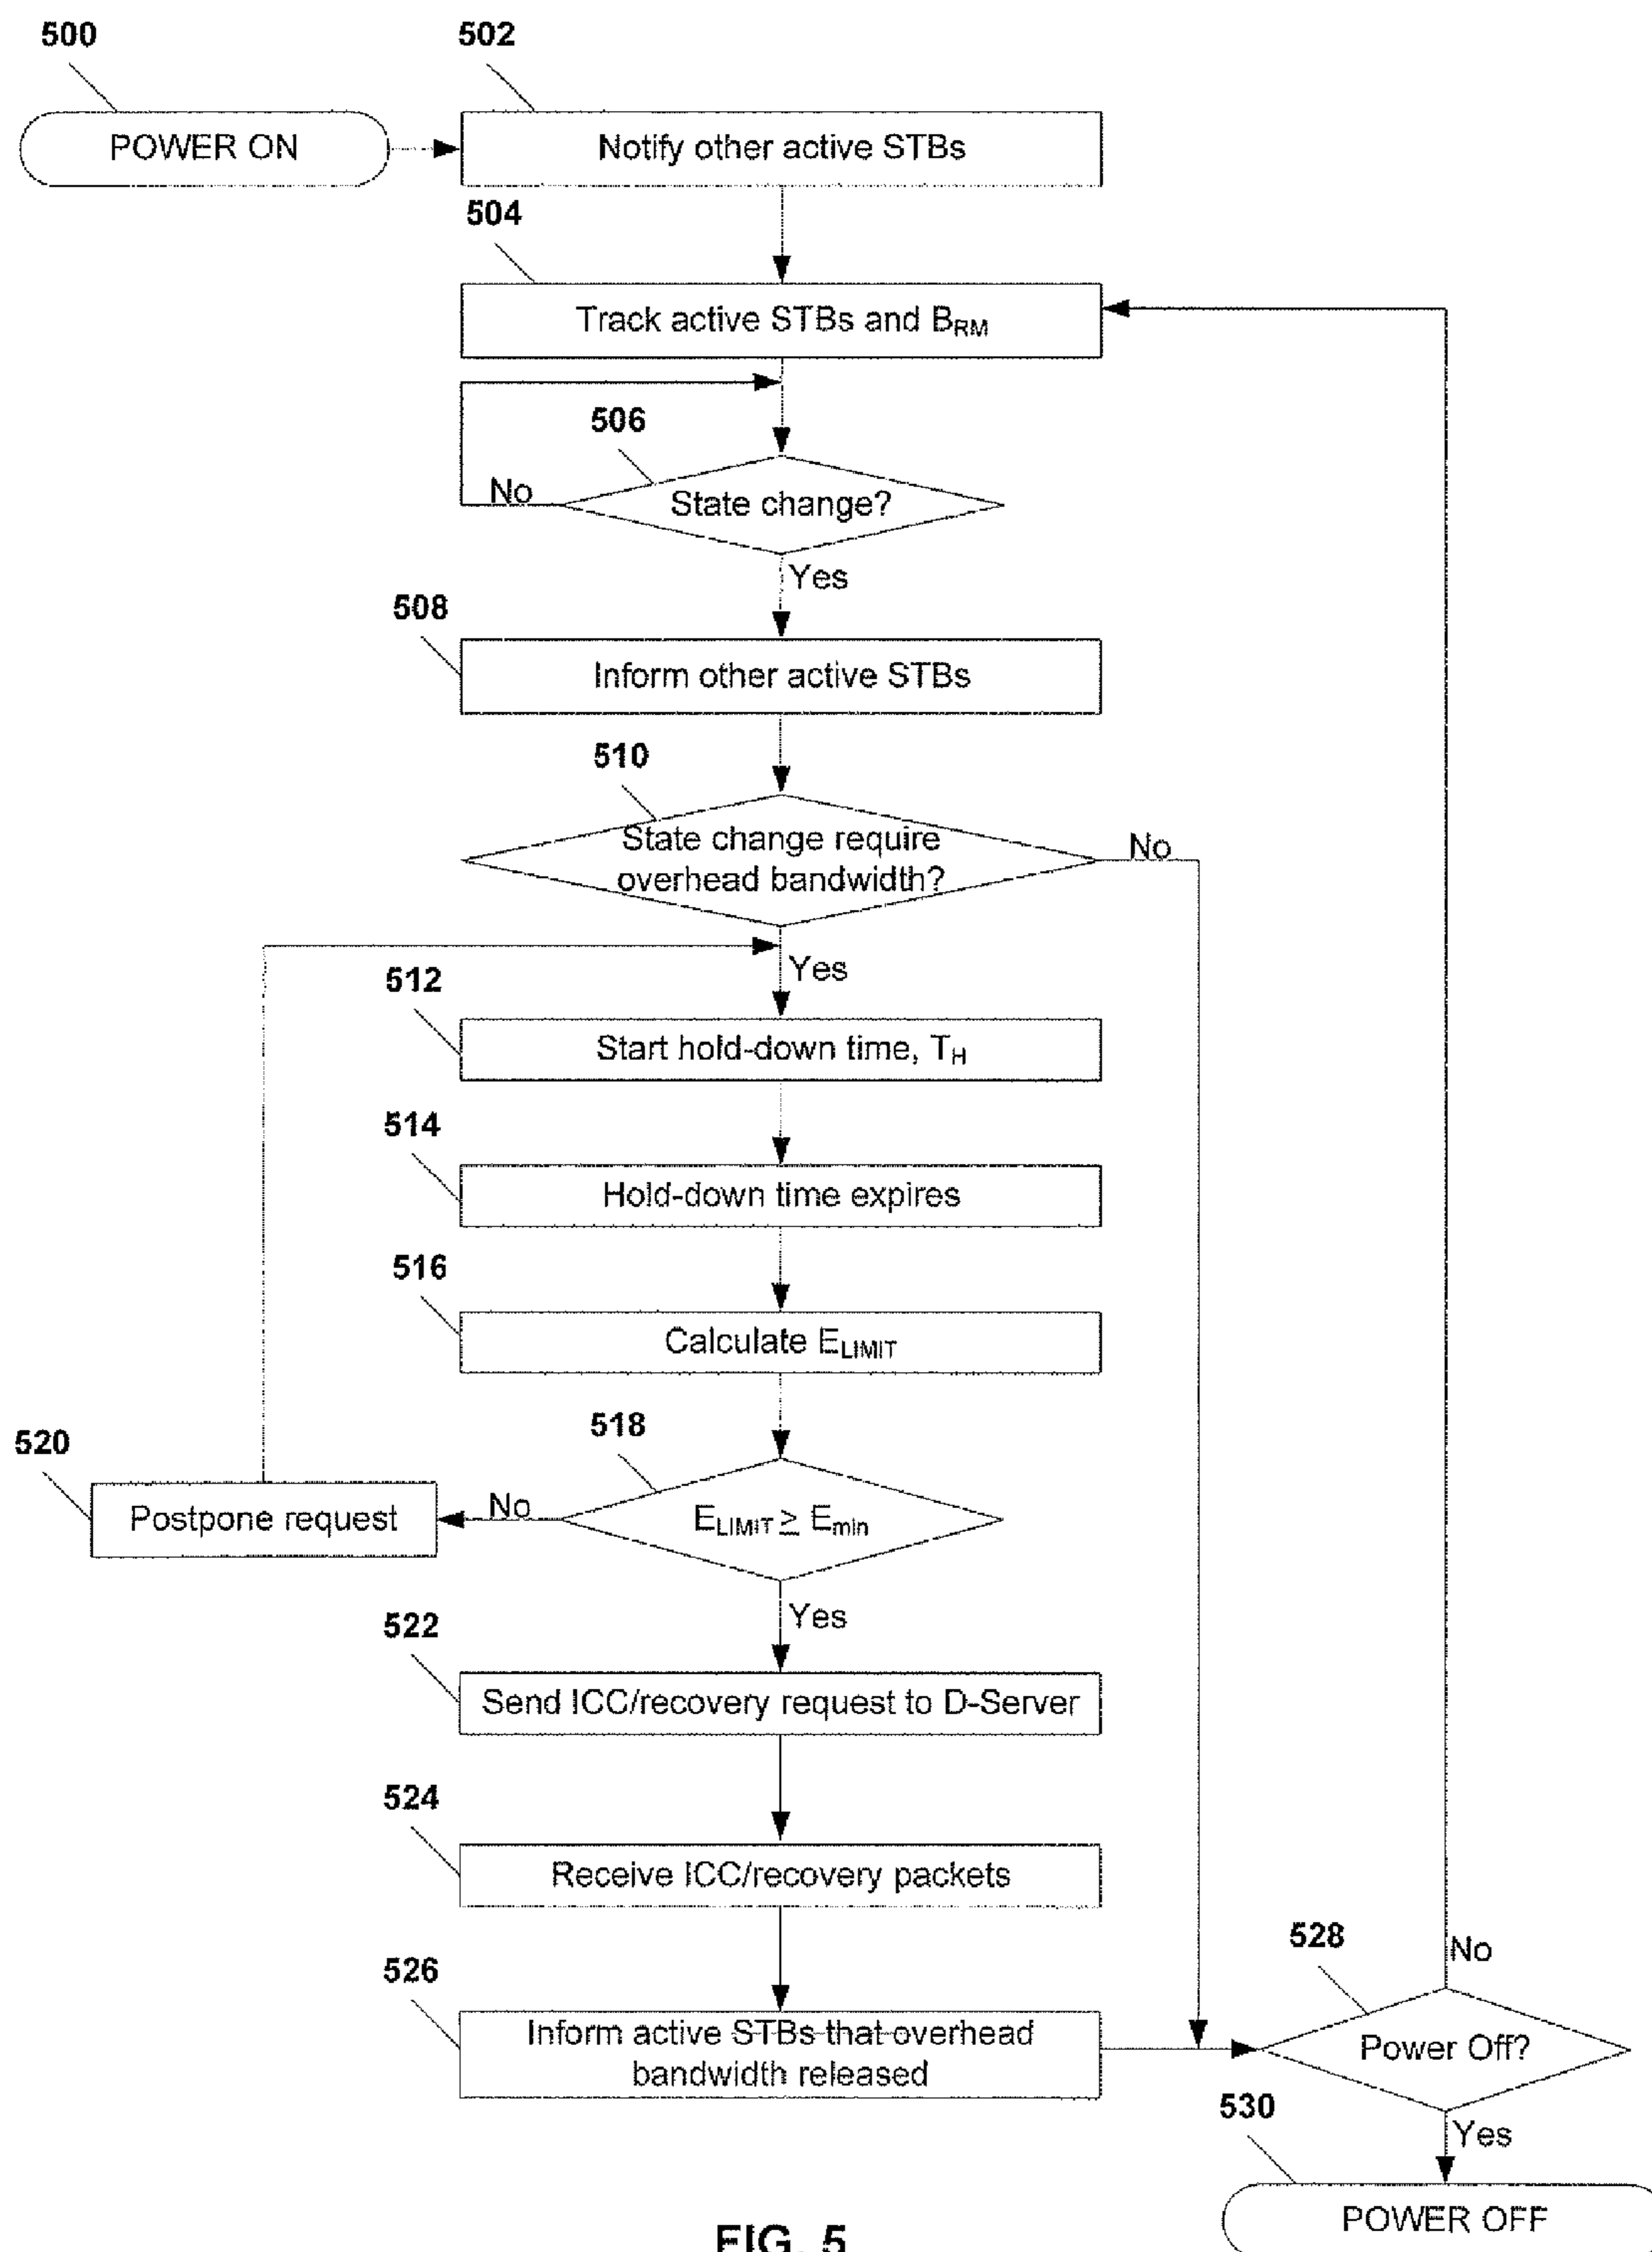 500
502
POWER ON
Notify other active STBs
504
Track active STBs and BRM
506
No
State change?
Yes
508
Inform other active STBs
510
State change require
overhead bandwidth?
No
Yes
512
Start hold-down time, TH
514
Hold-down time expires
516
Calculate ELIMIT
518
520
Postpone request
No
ELIMIT ≥ Emin
Yes
522
Send ICC/recovery request to D-Server
524
Receive ICC/recovery packets
526
Inform active STBs that overhead
bandwidth released
528
No
Power Off?
530
Yes
POWER OFF
FIG. 5